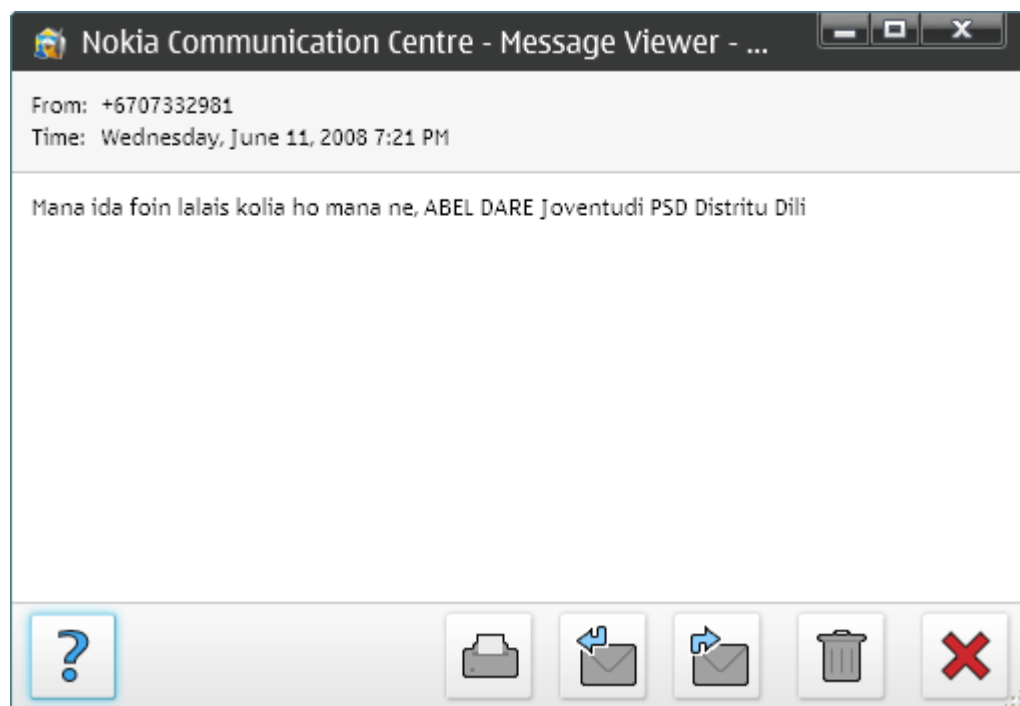 Nokia Communication Centre - Message Viewer - ...
From: +6707332981
Time: Wednesday, June 11, 2008 7:21 PM
Mana ida foin lalais kolia ho mana ne, ABEL DARE Joventudi PSD Distritu Dili